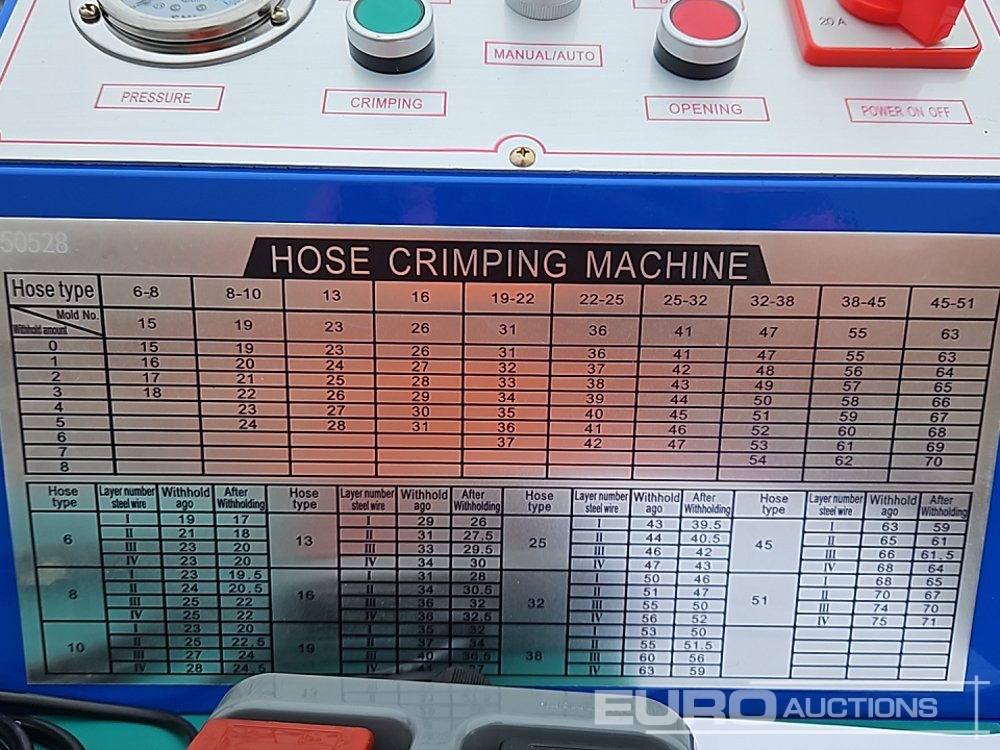 20 A
MANUAL/AUTO
PRESSURE
CRIMPING
OPENING
POWER ON OFF
50528
HOSE CRIMPING MACHINE
Hose type 6-8 8-10 13 16 19-22 22-25 25-32 32-38 38-45 45-51
Mold No. 15 19 23 26 31 36 41 47 55 63
Withhold amount
0 15 19 23 26 31 36 41 47 55 63
1 16 20 24 27 32 37 42 48 56 64
2 17 21 25 28 33 38 43 49 57 65
3 18 22 26 29 34 39 44 50 58 66
4 23 27 30 35 40 45 51 59 67
5 24 28 31 36 41 46 52 60 68
6 37 42 47 53 61 69
7 54 62 70
8
Hose type Layer number steel wire Withhold ago After Withholding Hose type Layer number steel wire Withhold ago After Withholding Hose type Layer number steel wire Withhold ago After Withholding Hose type Layer number steel wire Withhold ago After Withholding
6 I 19 17 13 I 29 26 25 I 43 39.5 45 I 63 59
II 21 18 II 31 27.5 II 44 40.5 II 65 61
III 23 20 III 33 29.5 III 46 42 III 66 61.5
IV 23 20 IV 34 30 IV 47 43 IV 68 64
8 I 23 19.5 16 I 31 28 32 I 50 46 51 I 68 65
II 24 20.5 II 34 30.5 II 51 47 II 70 67
III 25 22 III 36 32 III 55 50 III 74 70
IV 25 22 IV 36 32.5 IV 56 52 IV 75 71
10 I 23 20 19 I 35 32 38 I 53 50
II 25 22.5 II 37 34 II 55 51.5
III 27 24 III 40 36.5 III 60 56
IV 28 24.5 IV 41 37 IV 63 59
EURO AUCTIONS